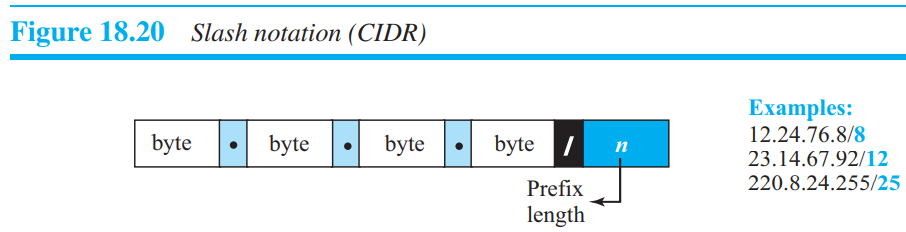 Figure 18.20 Slash notation (CIDR)
byte • byte • byte • byte / n
Prefix
length
Examples:
12.24.76.8/8
23.14.67.92/12
220.8.24.255/25